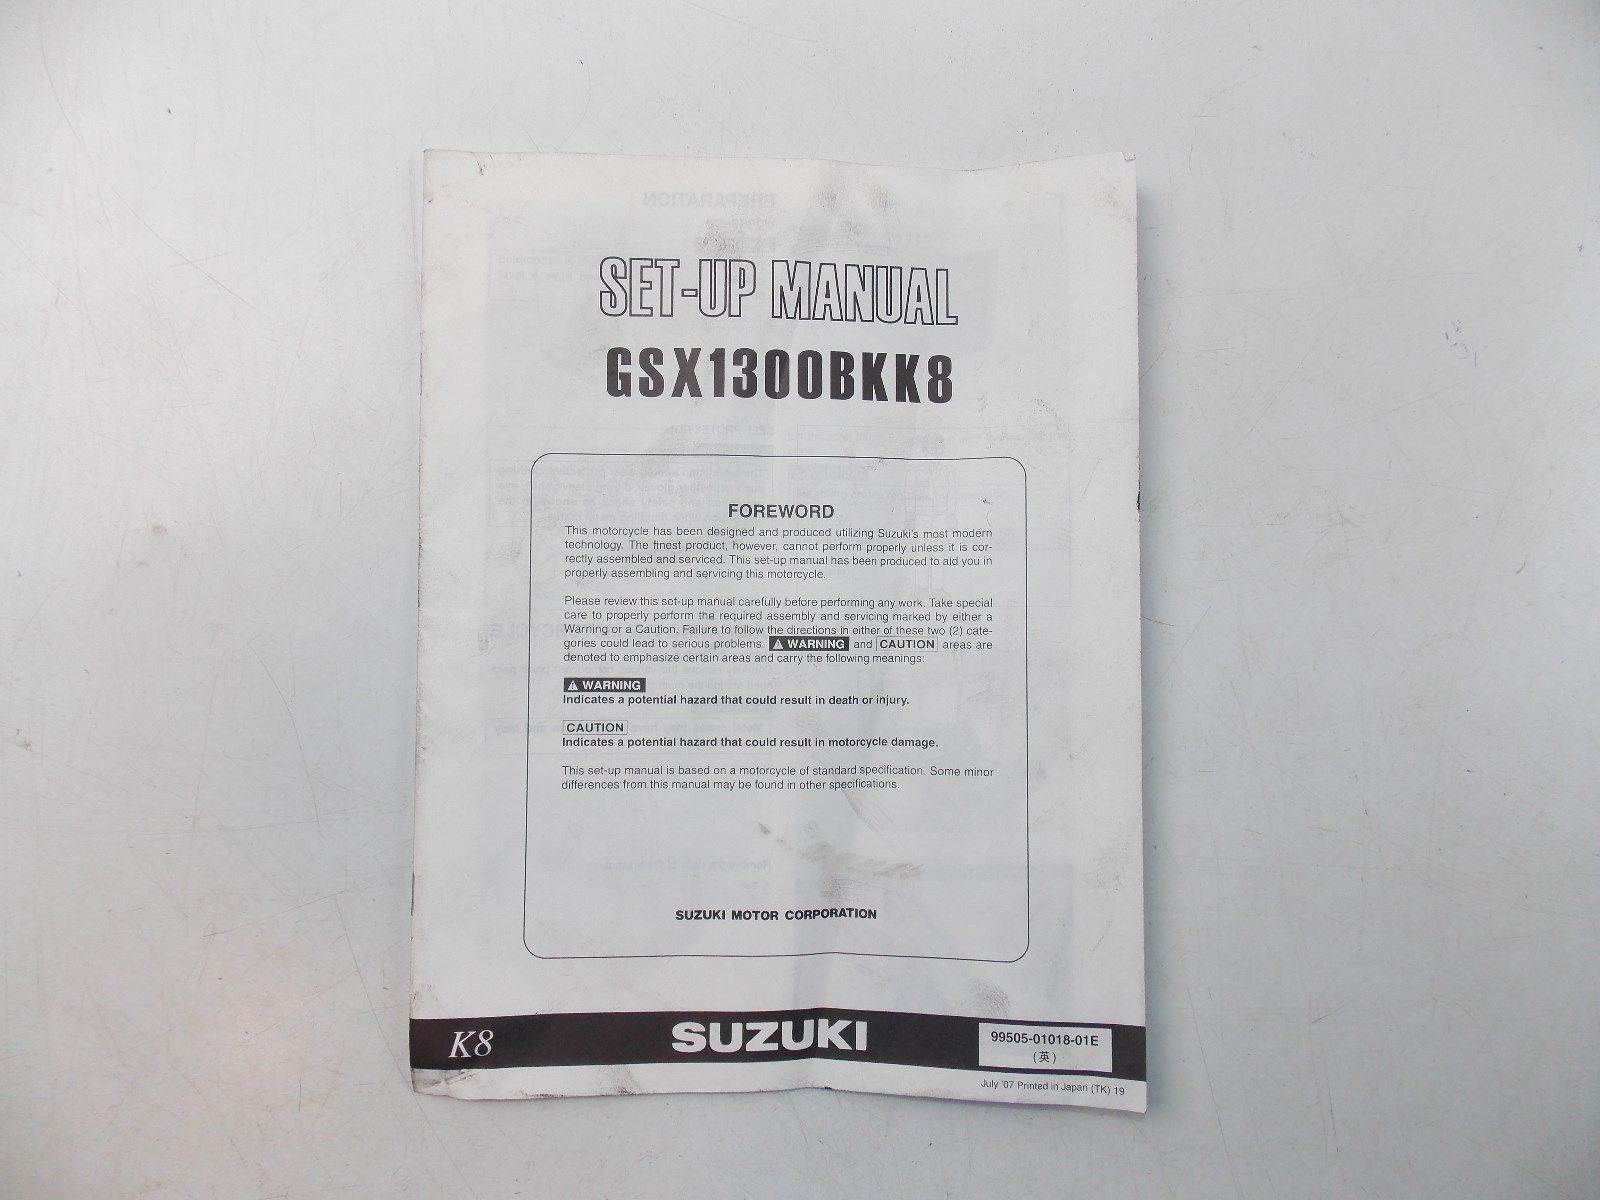 SET-UP MANUAL
GSX1300BKK8
FOREWORD
This motorcycle has been designed and produced utilizing Suzuki's most modern
technology. The finest product, however, cannot perform properly unless it is cor-
rectly assembled and serviced. This set-up manual has been produced to aid you in
properly assembling and servicing this motorcycle.
Please review this set-up manual carefully before performing any work. Take special
care to properly perform the required assembly and servicing marked by either a
Warning or a Caution. Failure to follow the directions in either of these two (2) cate-
gories could lead to serious problems. ⚠ WARNING and CAUTION areas are
denoted to emphasize certain areas and carry the following meanings:
⚠ WARNING
Indicates a potential hazard that could result in death or injury.
CAUTION
Indicates a potential hazard that could result in motorcycle damage.
This set-up manual is based on a motorcycle of standard specification. Some minor
differences from this manual may be found in other specifications.
SUZUKI MOTOR CORPORATION
K8
SUZUKI
99505-01018-01E
(英)
July '07 Printed in Japan (TK) 19